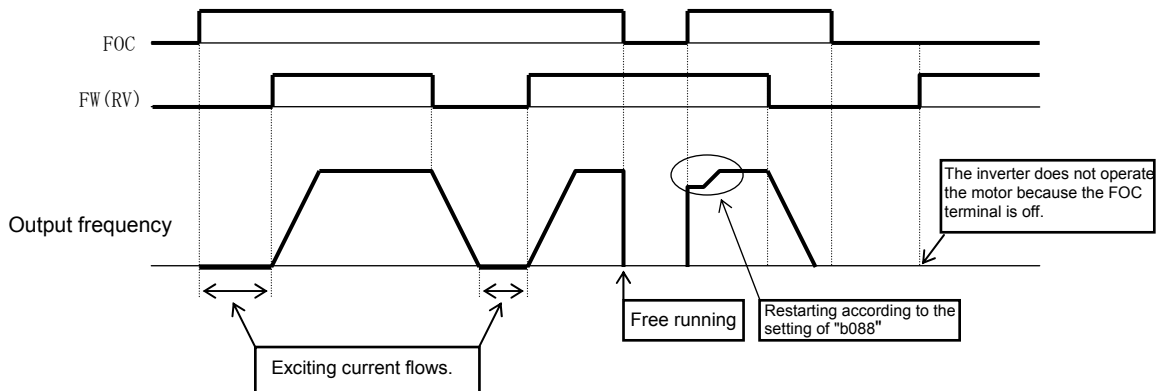 FOC
FW(RV)
Output frequency
The inverter does not operate
the motor because the FOC
terminal is off.
Free running
Restarting according to the
setting of "b088"
Exciting current flows.